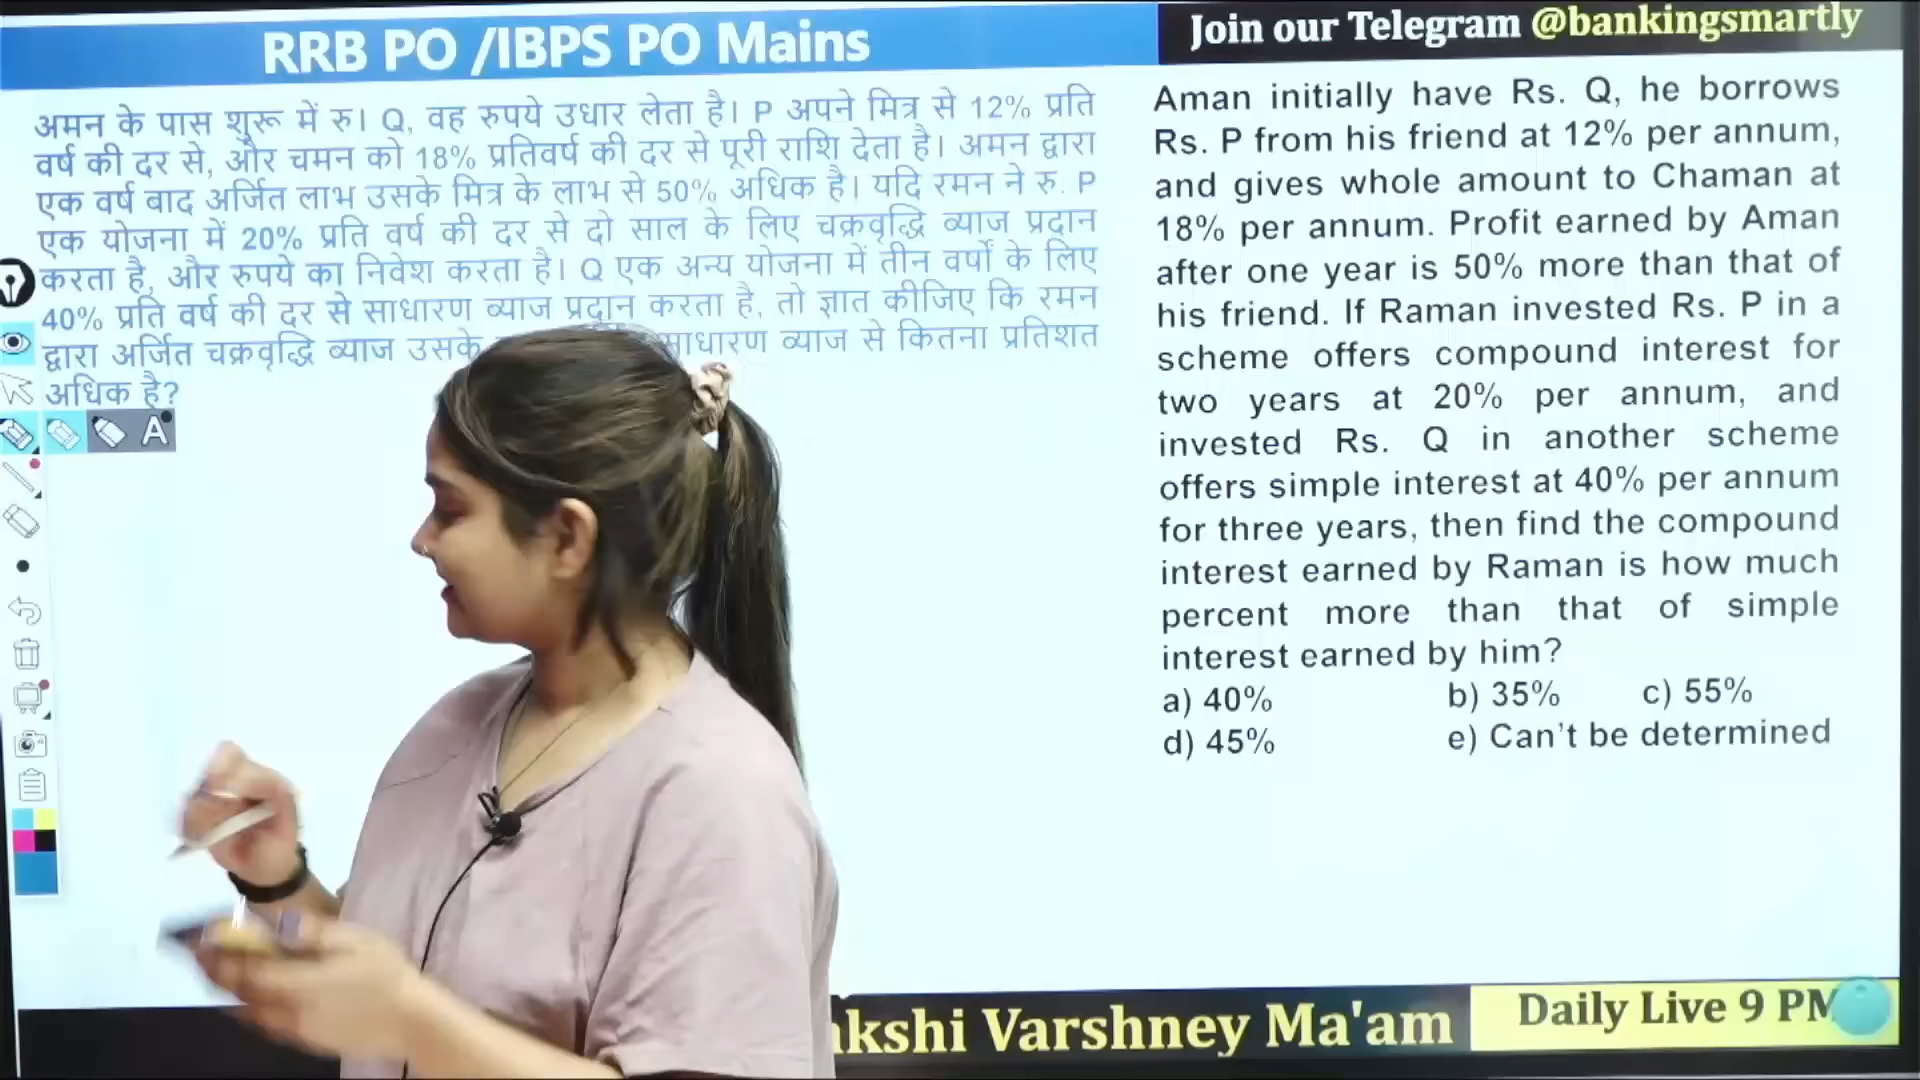 RRB PO /IBPS PO Mains
Join our Telegram @bankingsmartly
अमन के पास शुरू में रु। Q, वह रुपये उधार लेता है। P अपने मित्र से 12% प्रति
वर्ष की दर से, और चमन को 18% प्रतिवर्ष की दर से पूरी राशि देता है। अमन द्वारा
एक वर्ष बाद अर्जित लाभ उसके मित्र के लाभ से 50% अधिक है। यदि रमन ने रु. P
एक योजना में 20% प्रति वर्ष की दर से दो साल के लिए चक्रवृद्धि ब्याज प्रदान
करता है, और रुपये का निवेश करता है। Q एक अन्य योजना में तीन वर्षों के लिए
40% प्रति वर्ष की दर से साधारण ब्याज प्रदान करता है, तो ज्ञात कीजिए कि रमन
द्वारा अर्जित चक्रवृद्धि ब्याज उसके साधारण ब्याज से कितना प्रतिशत
अधिक है?
A
Aman initially have Rs. Q, he borrows
Rs. P from his friend at 12% per annum,
and gives whole amount to Chaman at
18% per annum. Profit earned by Aman
after one year is 50% more than that of
his friend. If Raman invested Rs. P in a
scheme offers compound interest for
two years at 20% per annum, and
invested Rs. Q in another scheme
offers simple interest at 40% per annum
for three years, then find the compound
interest earned by Raman is how much
percent more than that of simple
interest earned by him?
a) 40% b) 35% c) 55%
d) 45% e) Can't be determined
Varshney Ma'am
Daily Live 9 PM